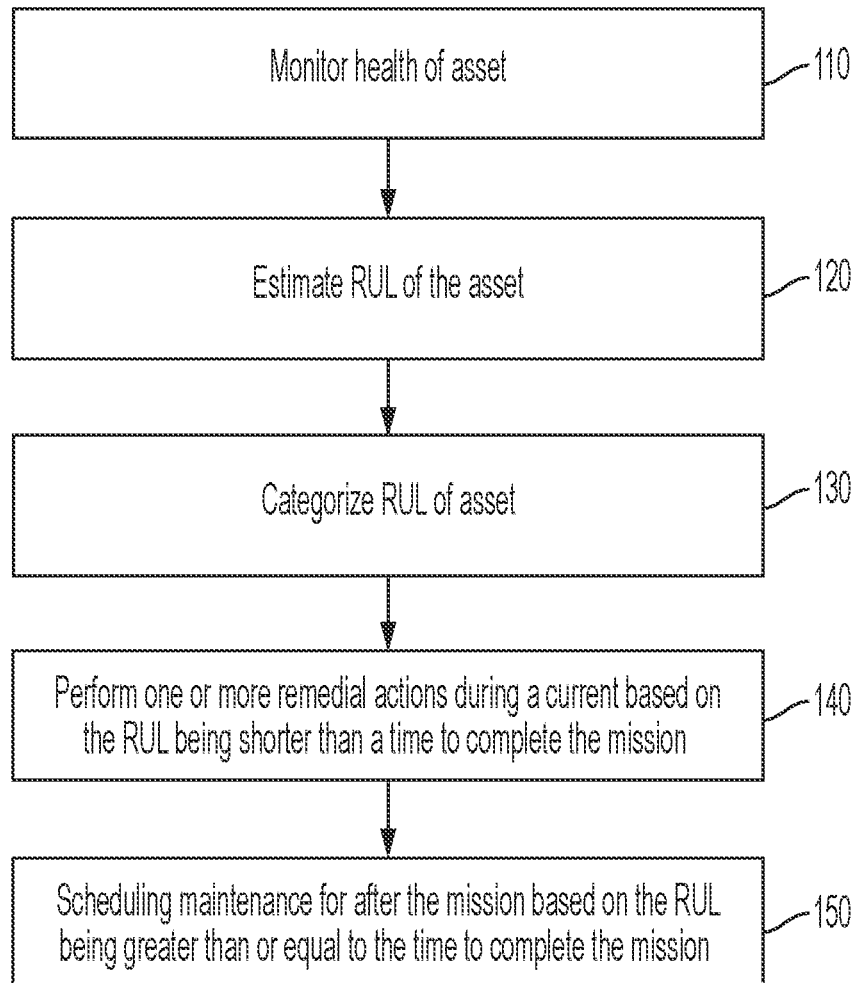 Monitor health of asset
110
Estimate RUL of the asset
120
Categorize RUL of asset
130
Perform one or more remedial actions during a current based on
the RUL being shorter than a time to complete the mission
140
Scheduling maintenance for after the mission based on the RUL
being greater than or equal to the time to complete the mission
150